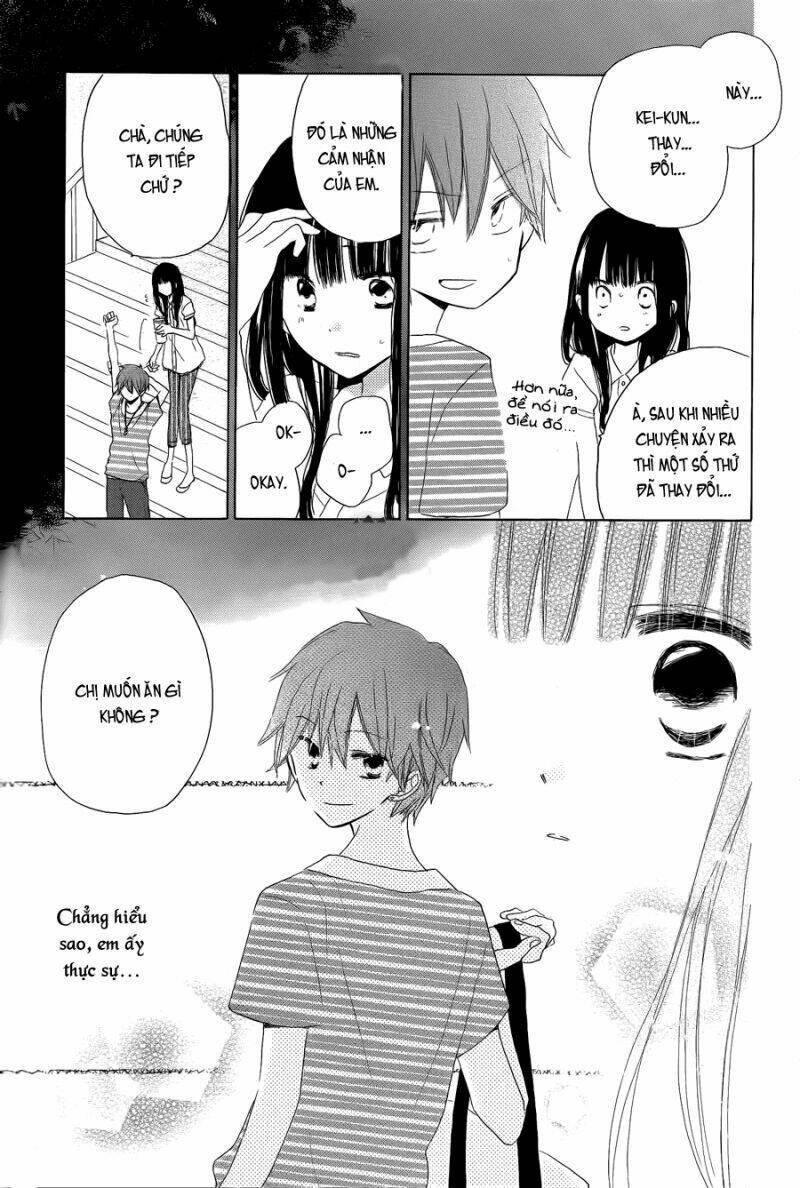 NÀY...
KEI-KUN...
THAY...
ĐỔI...
Hơn nữa,
để nói ra
điều đó...
À, SAU KHI NHIỀU
CHUYỆN XẢY RA
THÌ MỘT SỐ THỨ
ĐÃ THAY ĐỔI...
ĐÓ LÀ NHỮNG
CẢM NHẬN
CỦA EM.
...
O-
OK-
OKAY.
CHÀ, CHÚNG
TA ĐI TIẾP
CHỨ ?
CHỊ MUỐN ĂN GÌ
KHÔNG ?
Chẳng hiểu
sao, em ấy
thực sự...